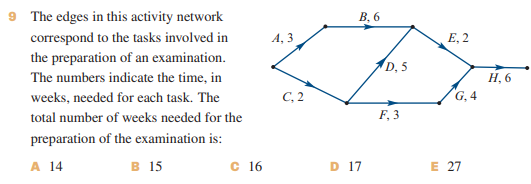 9 The edges in this activity network
correspond to the tasks involved in
the preparation of an examination.
The numbers indicate the time, in
weeks, needed for each task. The
total number of weeks needed for the
preparation of the examination is:
A, 3
B, 6
E, 2
D, 5
H, 6
C, 2
G, 4
F, 3
A 14 B 15 C 16 D 17 E 27